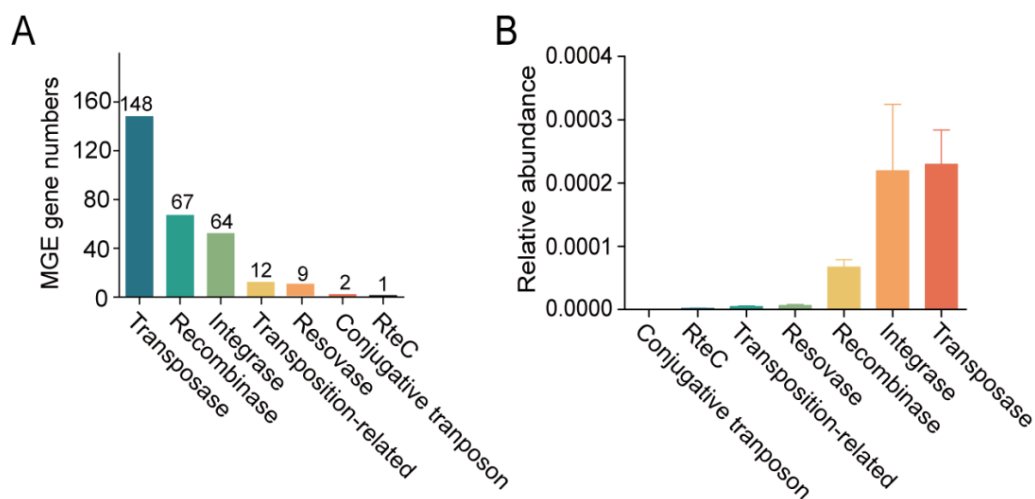 A
MGE gene numbers
160
120
80
40
0
148
67
64
12
9
2
1
Transposase
Recombinase
Integrase
Transposition-related
Resovase
Conjugative tranposon
RteC
B
Relative abundance
0.0004
0.0003
0.0002
0.0001
0.0000
Conjugative tranposon
RteC
Transposition-related
Resovase
Recombinase
Integrase
Transposase